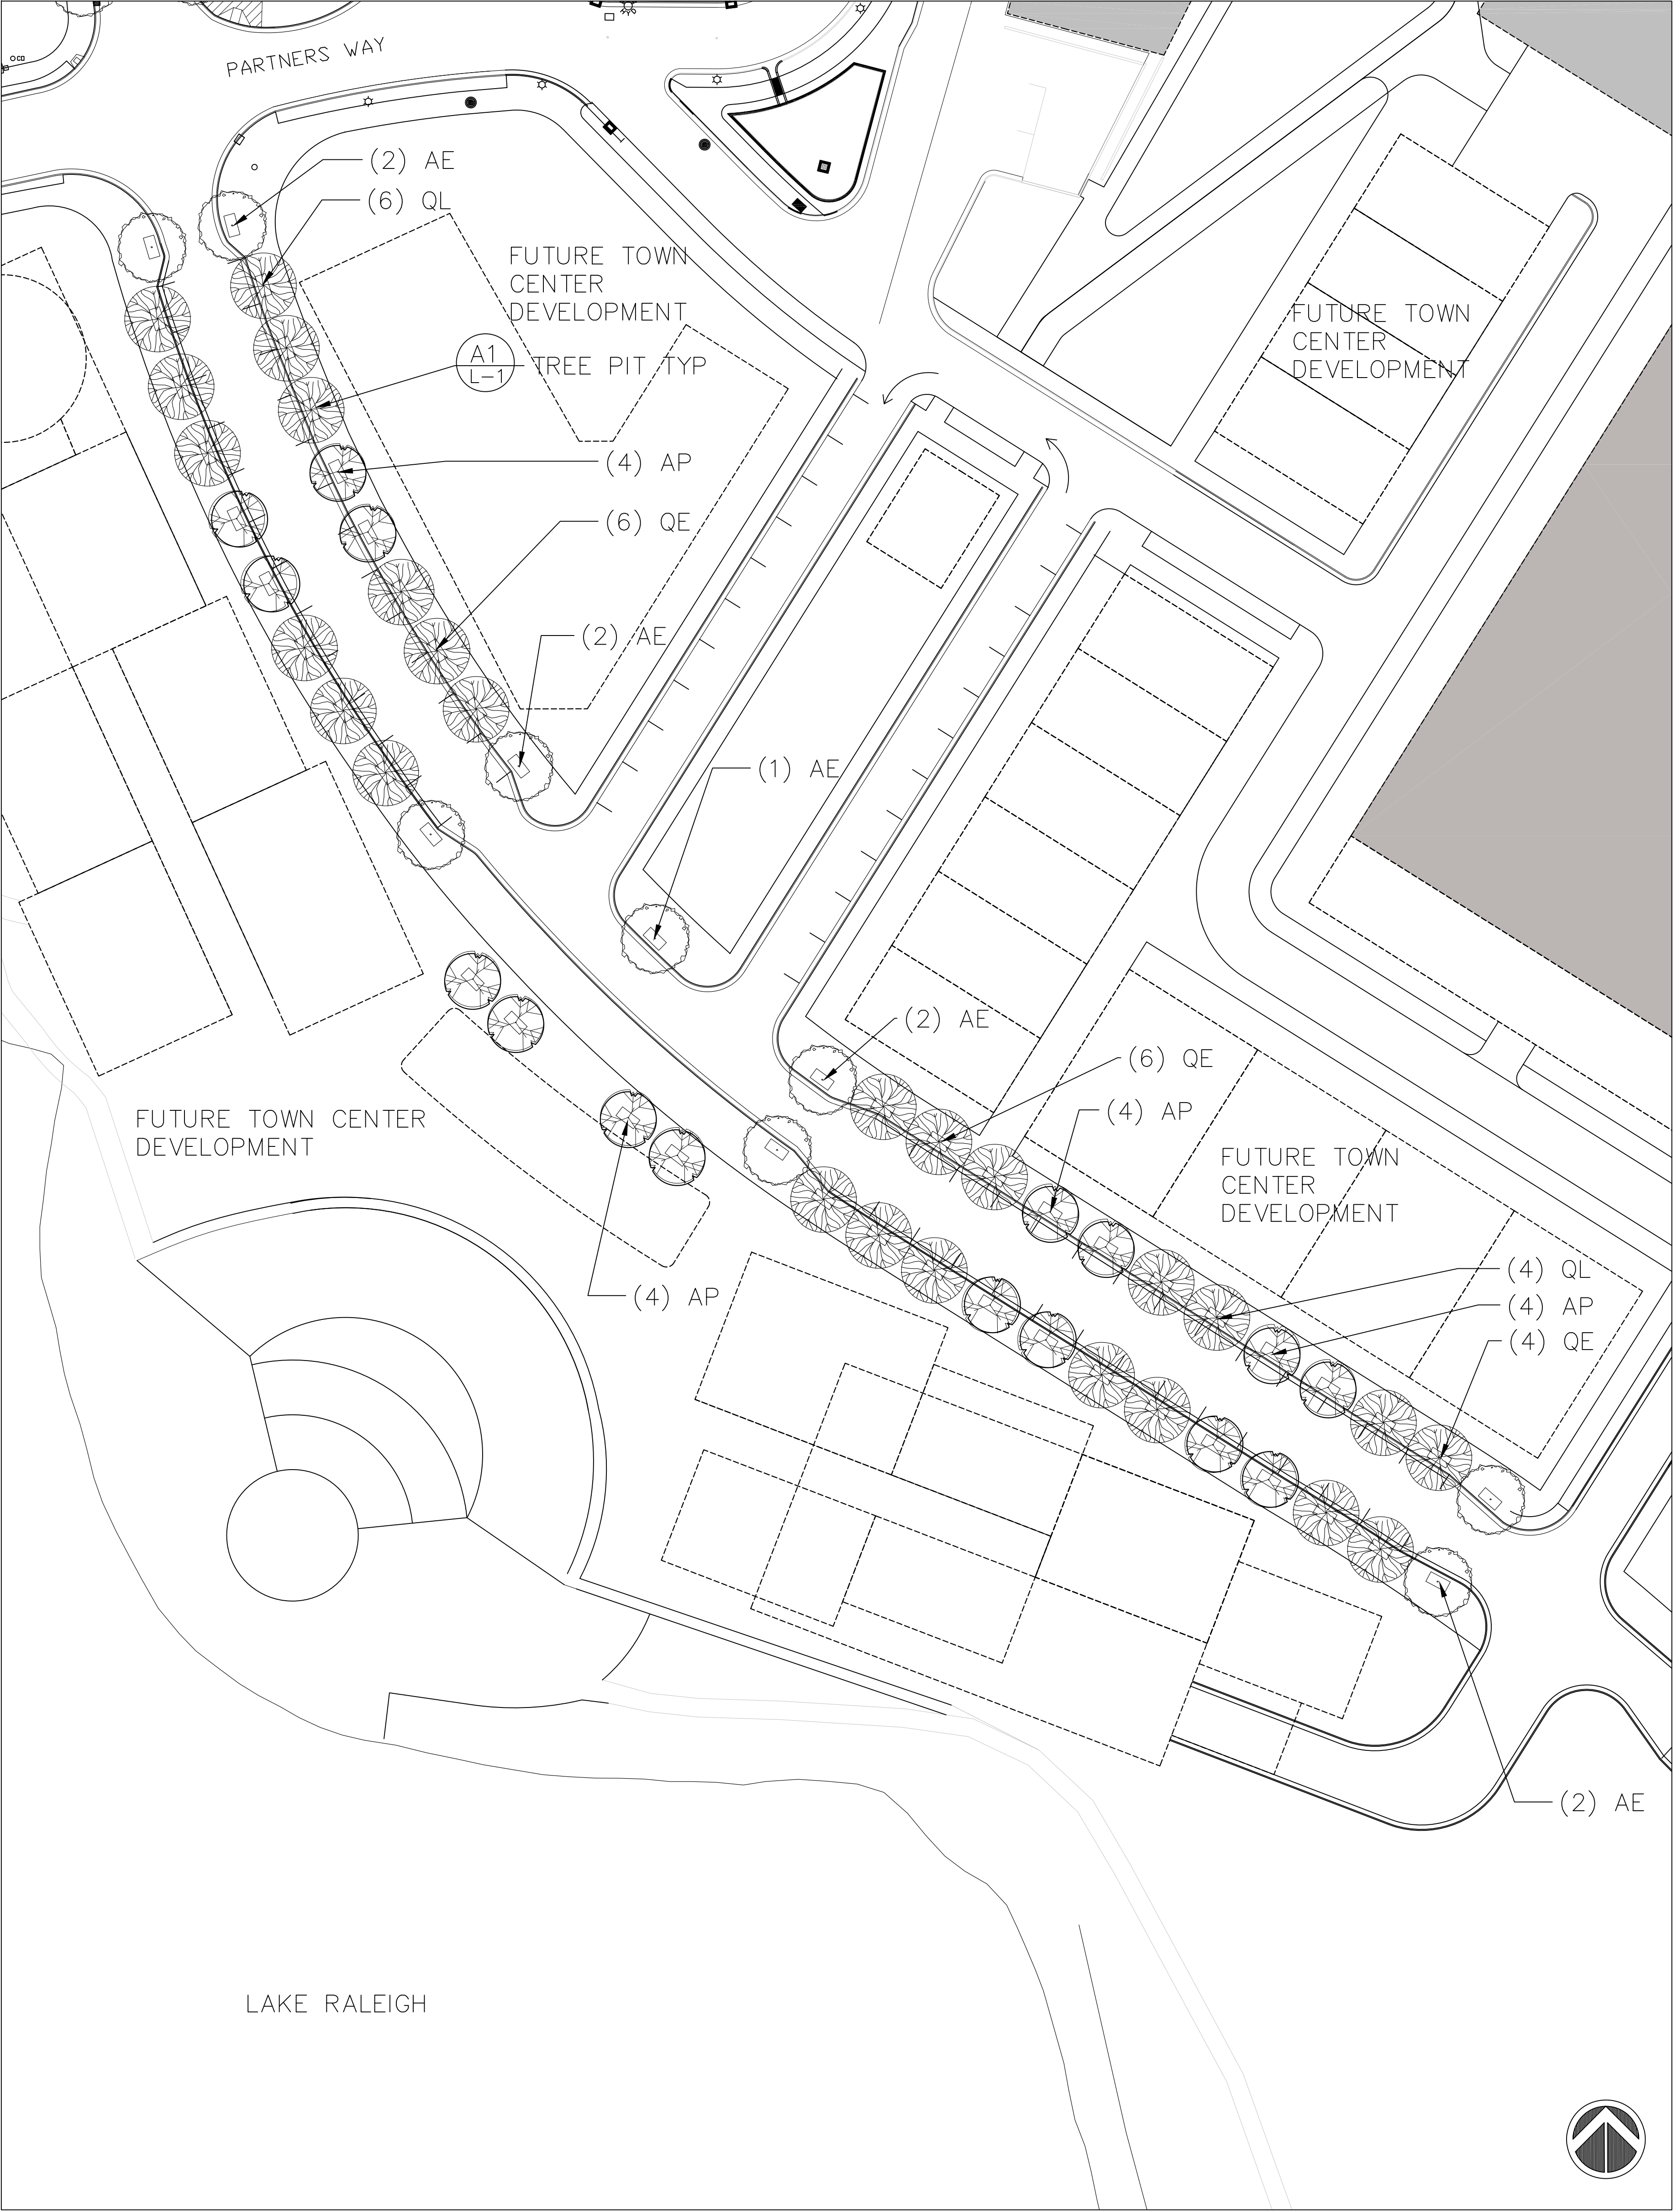 PARTNERS WAY
(2) AE
(6) QL
FUTURE TOWN
CENTER
DEVELOPMENT
A1
L-1
TREE PIT TYP
(4) AP
(6) QE
(2) AE
(1) AE
FUTURE TOWN
CENTER
DEVELOPMENT
(2) AE
(6) QE
(4) AP
FUTURE TOWN CENTER
DEVELOPMENT
FUTURE TOWN
CENTER
DEVELOPMENT
(4) AP
(4) QL
(4) AP
(4) QE
(2) AE
LAKE RALEIGH